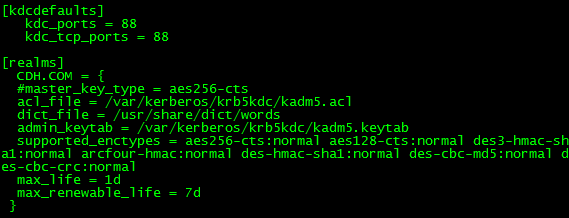 [kdcdefaults]
kdc_ports = 88
kdc_tcp_ports = 88
[realms]
CDH.COM = {
#master_key_type = aes256-cts
acl_file = /var/kerberos/krb5kdc/kadm5.acl
dict_file = /usr/share/dict/words
admin_keytab = /var/kerberos/krb5kdc/kadm5.keytab
supported_enctypes = aes256-cts:normal aes128-cts:normal des3-hmac-sh
a1:normal arcfour-hmac:normal des-hmac-sha1:normal des-cbc-md5:normal d
es-cbc-crc:normal
max_life = 1d
max_renewable_life = 7d
}